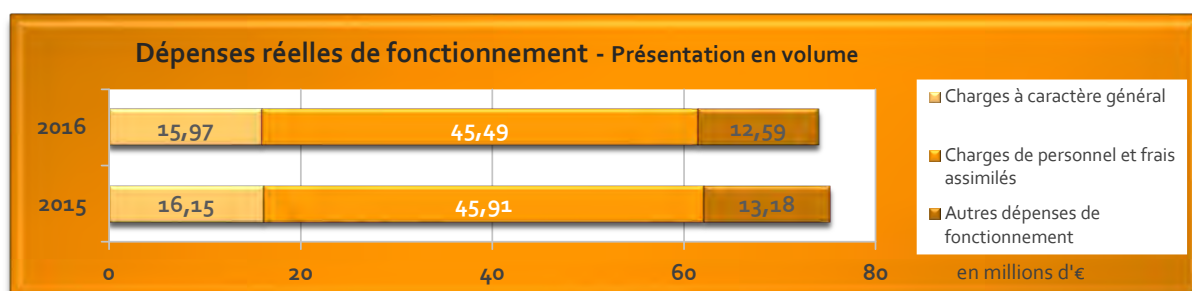 Dépenses réelles de fonctionnement - Présentation en volume
2016
15,97
45,49
12,59
2015
16,15
45,91
13,18
0
20
40
60
80
en millions d'€
Charges à caractère général
Charges de personnel et frais
assimilés
Autres dépenses de
fonctionnement